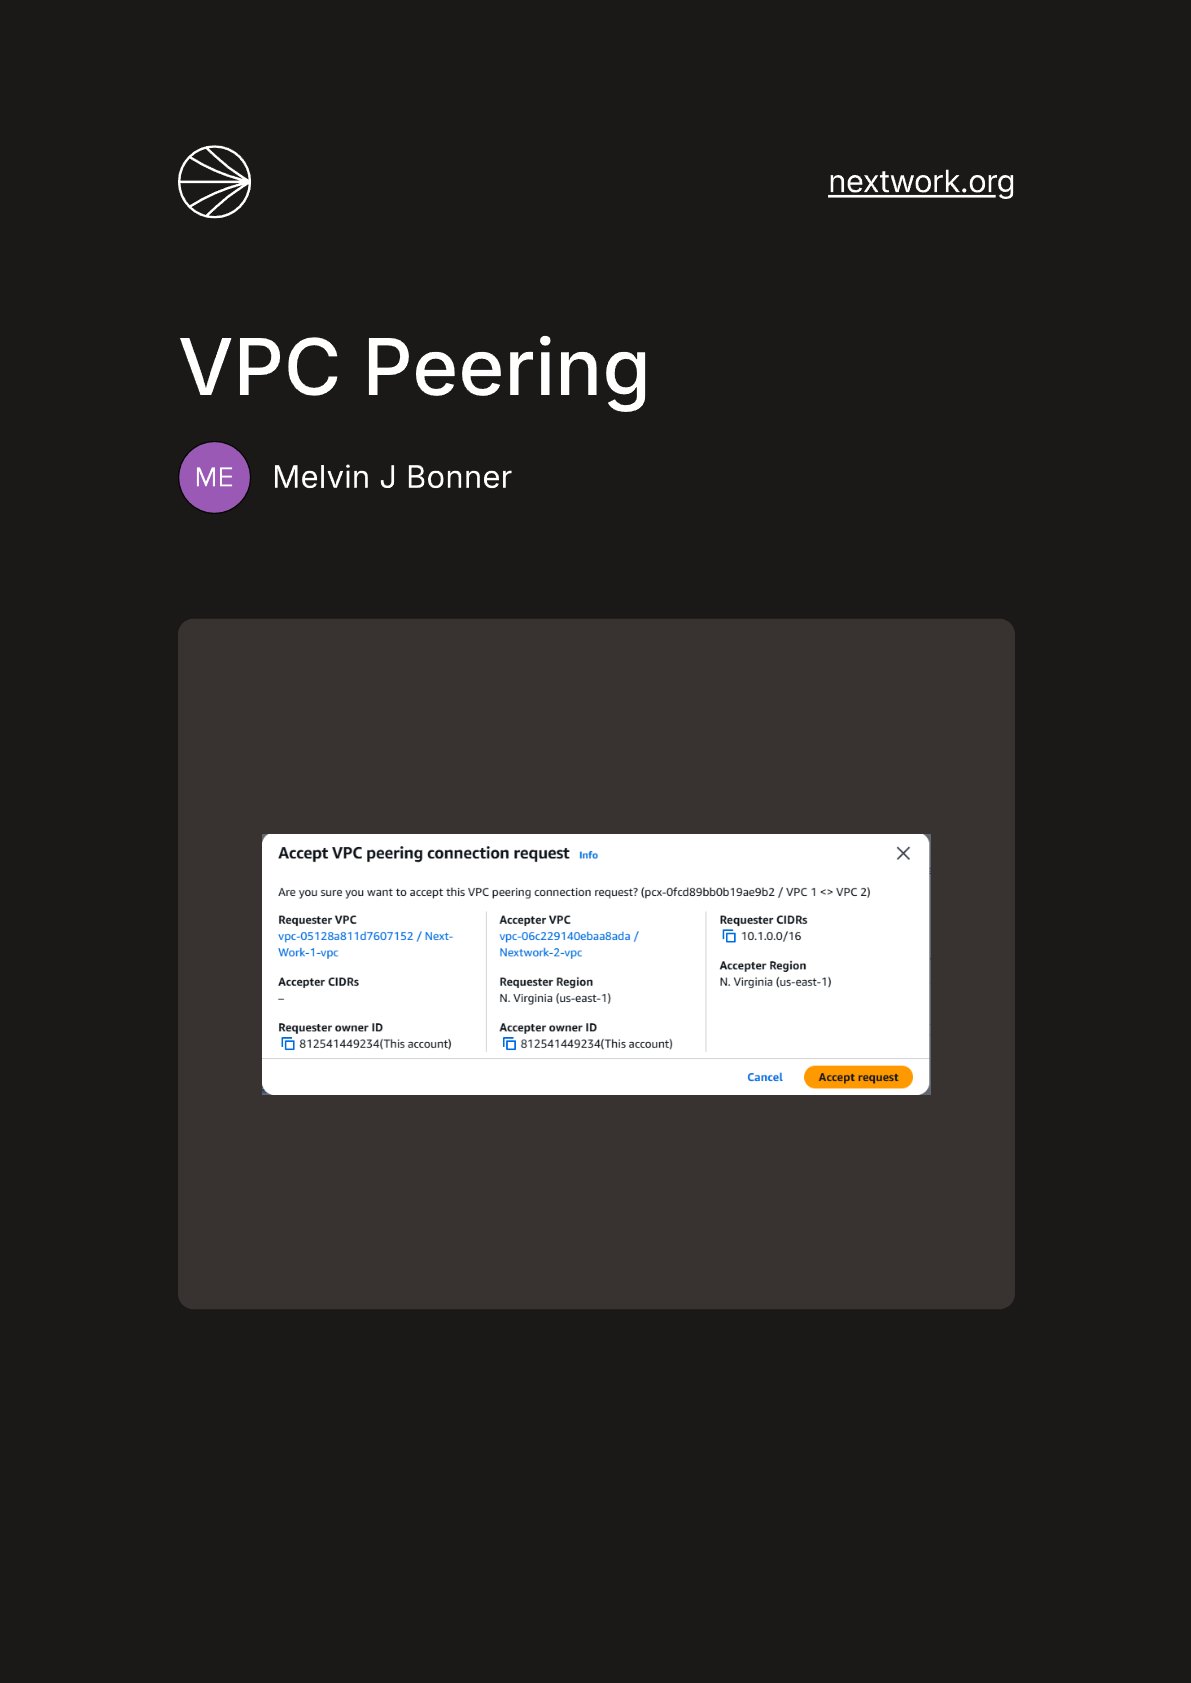 nextwork.org
VPC Peering
ME
Melvin J Bonner
Accept VPC peering connection request Info
Are you sure you want to accept this VPC peering connection request? (pcx-0fcd89bb0b19ae9b2 / VPC 1 <> VPC 2)
Requester VPC
vpc-05128a811d7607152 / Next-
Work-1-vpc
Accepter VPC
vpc-06c229140ebaa8ada /
Nextwork-2-vpc
Requester CIDRs
10.1.0.0/16
Accepter CIDRs
–
Requester Region
N. Virginia (us-east-1)
Accepter Region
N. Virginia (us-east-1)
Requester owner ID
812541449234(This account)
Accepter owner ID
812541449234(This account)
Cancel
Accept request